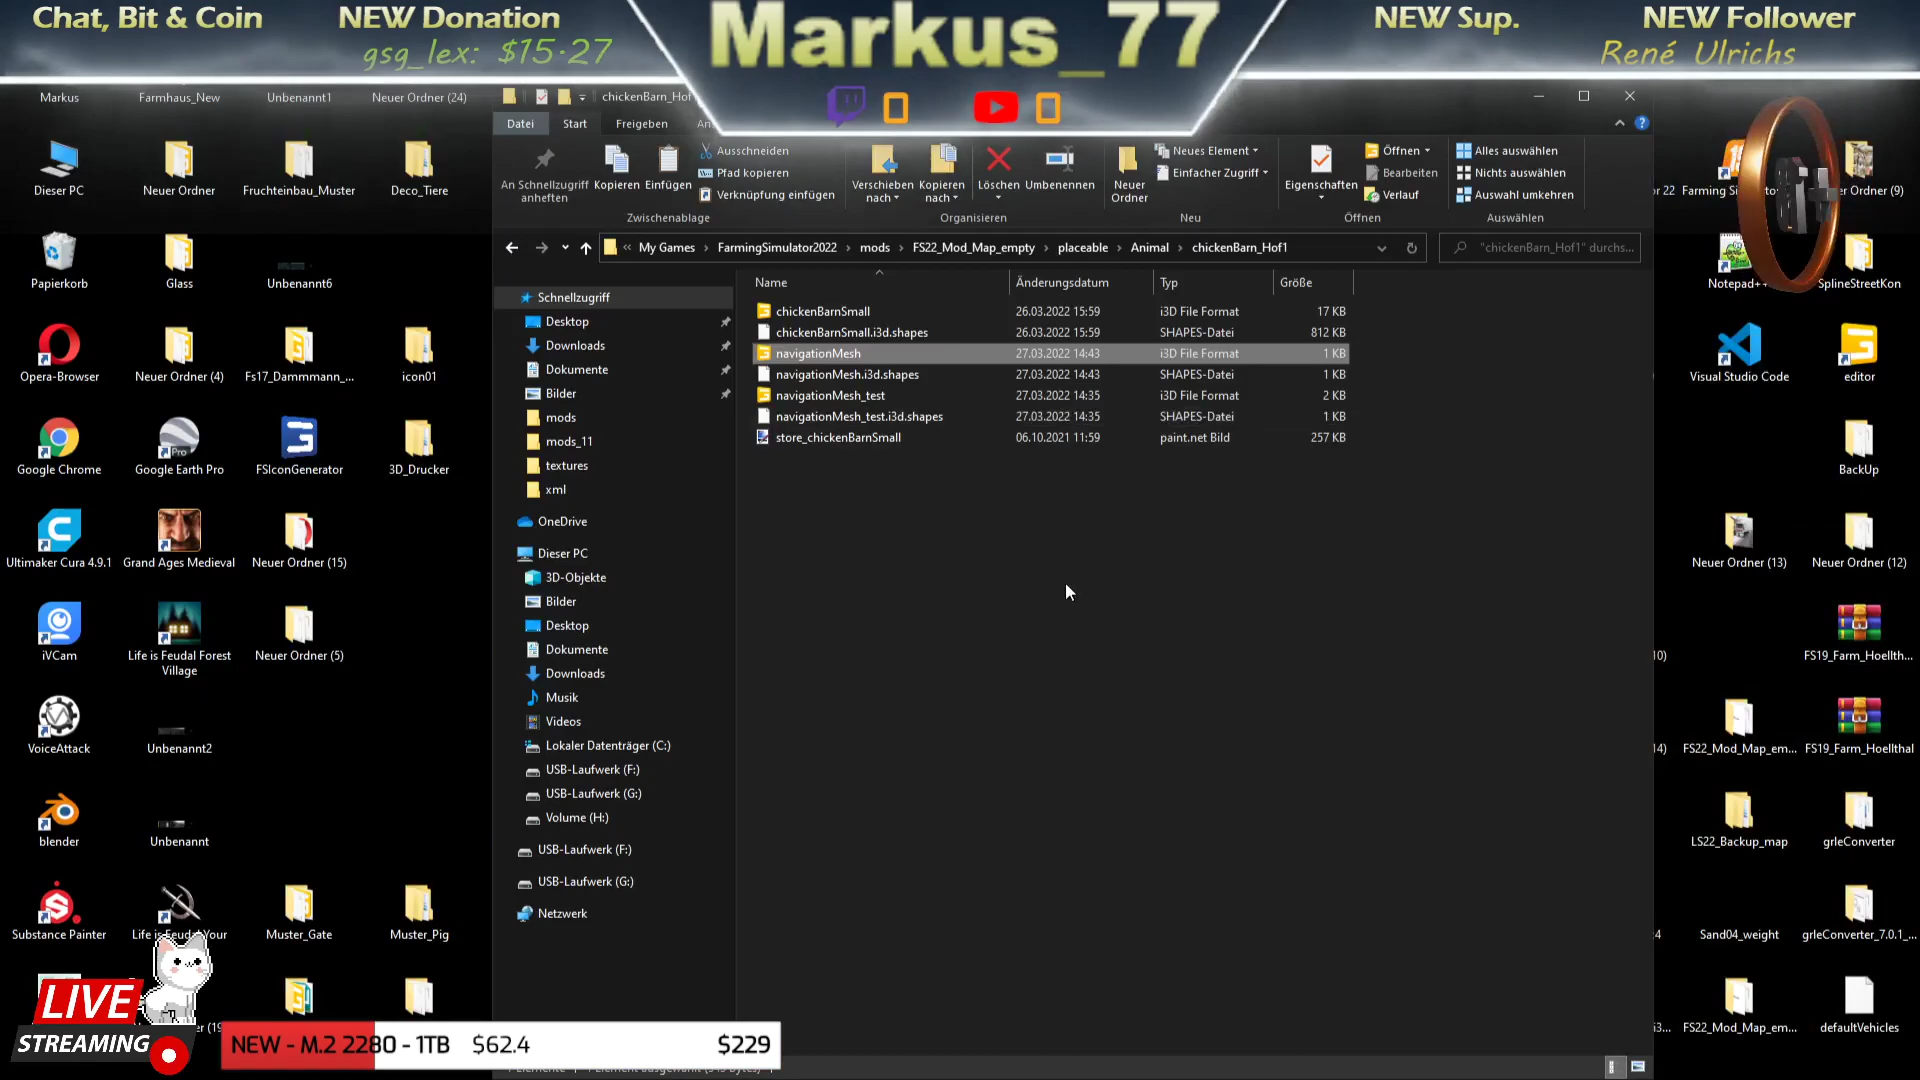 Chat, Bit & Coin
NEW Donation
gsg_lex: $15.27
Markus_77
NEW Sup.
NEW Follower
René Ulrichs
0
0
Markus
Farmhaus_New
Unbenannt1
Neuer Ordner (24)
chickenBarn_Hof
Datei
Start
Freigeben
An Schnellzugriff anheften
Kopieren
Einfügen
Ausschneiden
Pfad kopieren
Verknüpfung einfügen
Zwischenablage
Verschieben nach
Kopieren nach
Löschen
Umbenennen
Organisieren
Neuer Ordner
Neues Element
Einfacher Zugriff
Neu
Eigenschaften
Öffnen
Bearbeiten
Verlauf
Öffnen
Alles auswählen
Nichts auswählen
Auswahl umkehren
Auswählen
« My Games > FarmingSimulator2022 > mods > FS22_Mod_Map_empty > placeable > Animal > chickenBarn_Hof1
"chickenBarn_Hof1" durchs...
Name Änderungsdatum Typ Größe
chickenBarnSmall 26.03.2022 15:59 i3D File Format 17 KB
chickenBarnSmall.i3d.shapes 26.03.2022 15:59 SHAPES-Datei 812 KB
navigationMesh 27.03.2022 14:43 i3D File Format 1 KB
navigationMesh.i3d.shapes 27.03.2022 14:43 SHAPES-Datei 1 KB
navigationMesh_test 27.03.2022 14:35 i3D File Format 2 KB
navigationMesh_test.i3d.shapes 27.03.2022 14:35 SHAPES-Datei 1 KB
store_chickenBarnSmall 06.10.2021 11:59 paint.net Bild 257 KB
Schnellzugriff
Desktop
Downloads
Dokumente
Bilder
mods
mods_11
textures
xml
OneDrive
Dieser PC
3D-Objekte
Bilder
Desktop
Dokumente
Downloads
Musik
Videos
Lokaler Datenträger (C:)
USB-Laufwerk (F:)
USB-Laufwerk (G:)
Volume (H:)
USB-Laufwerk (F:)
USB-Laufwerk (G:)
Netzwerk
Dieser PC
Neuer Ordner
Fruchteinbau_Muster
Deco_Tiere
Papierkorb
Glass
Unbenannt6
Opera-Browser
Neuer Ordner (4)
Fs17_Dammmann_...
icon01
Google Chrome
Google Earth Pro
FSIconGenerator
3D_Drucker
Ultimaker Cura 4.9.1
Grand Ages Medieval
Neuer Ordner (15)
iVCam
Life is Feudal Forest Village
Neuer Ordner (5)
VoiceAttack
Unbenannt2
blender
Unbenannt
Substance Painter
Life is Feudal Your
Muster_Gate
Muster_Pig
or 22
Farming Si
er Ordner (9)
Notepad++
SplineStreetKon
Visual Studio Code
editor
BackUp
Neuer Ordner (13)
Neuer Ordner (12)
10)
FS19_Farm_Hoellth...
14)
FS22_Mod_Map_em...
FS19_Farm_Hoellthal
LS22_Backup_map
grleConverter
Sand04_weight
grleConverter_7.0.1_...
FS22_Mod_Map_em...
defaultVehicles
LIVE
STREAMING
NEW - M.2 2280 - 1TB $62.4 $229